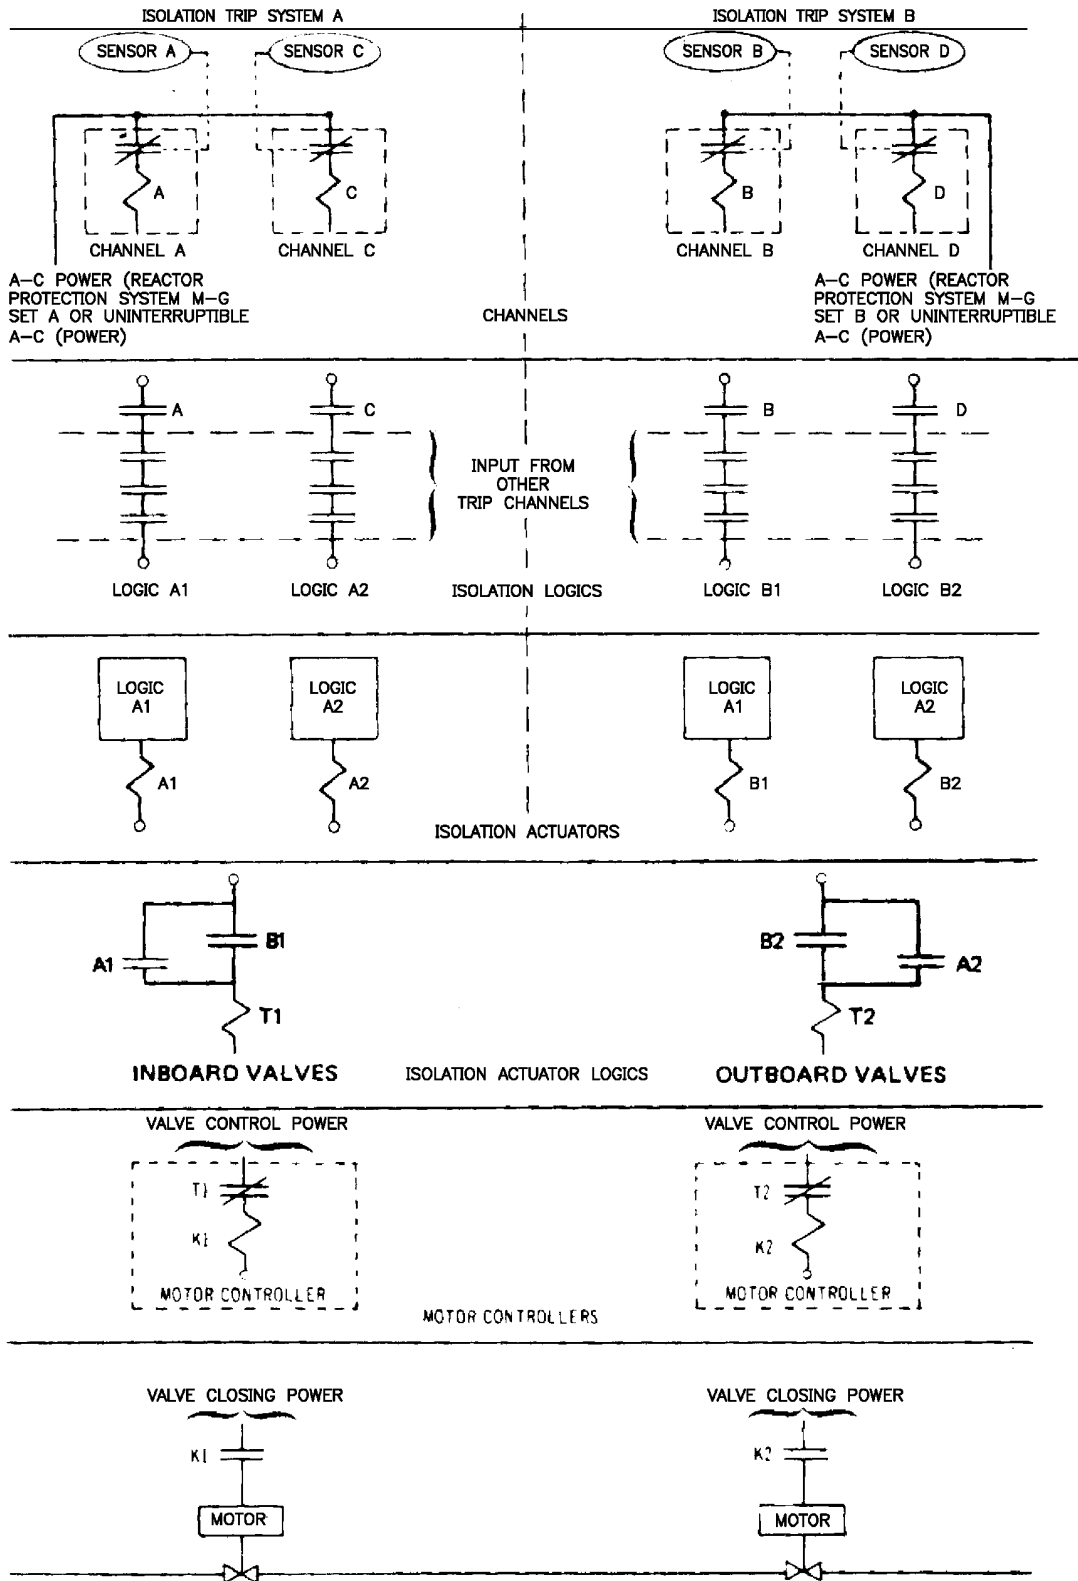 ISOLATION TRIP SYSTEM A
ISOLATION TRIP SYSTEM B
SENSOR A
SENSOR C
SENSOR B
SENSOR D
A
C
B
D
CHANNEL A
CHANNEL C
CHANNEL B
CHANNEL D
A-C POWER (REACTOR
PROTECTION SYSTEM M-G
SET A OR UNINTERRUPTIBLE
A-C (POWER)
CHANNELS
A-C POWER (REACTOR
PROTECTION SYSTEM M-G
SET B OR UNINTERRUPTIBLE
A-C (POWER)
A
C
B
D
INPUT FROM
OTHER
TRIP CHANNELS
LOGIC A1
LOGIC A2
ISOLATION LOGICS
LOGIC B1
LOGIC B2
LOGIC
A1
LOGIC
A2
LOGIC
A1
LOGIC
A2
A1
A2
B1
B2
ISOLATION ACTUATORS
A1
B1
T1
B2
A2
T2
INBOARD VALVES
ISOLATION ACTUATOR LOGICS
OUTBOARD VALVES
VALVE CONTROL POWER
VALVE CONTROL POWER
T1
K1
MOTOR CONTROLLER
T2
K2
MOTOR CONTROLLER
MOTOR CONTROLLERS
VALVE CLOSING POWER
VALVE CLOSING POWER
K1
K2
MOTOR
MOTOR